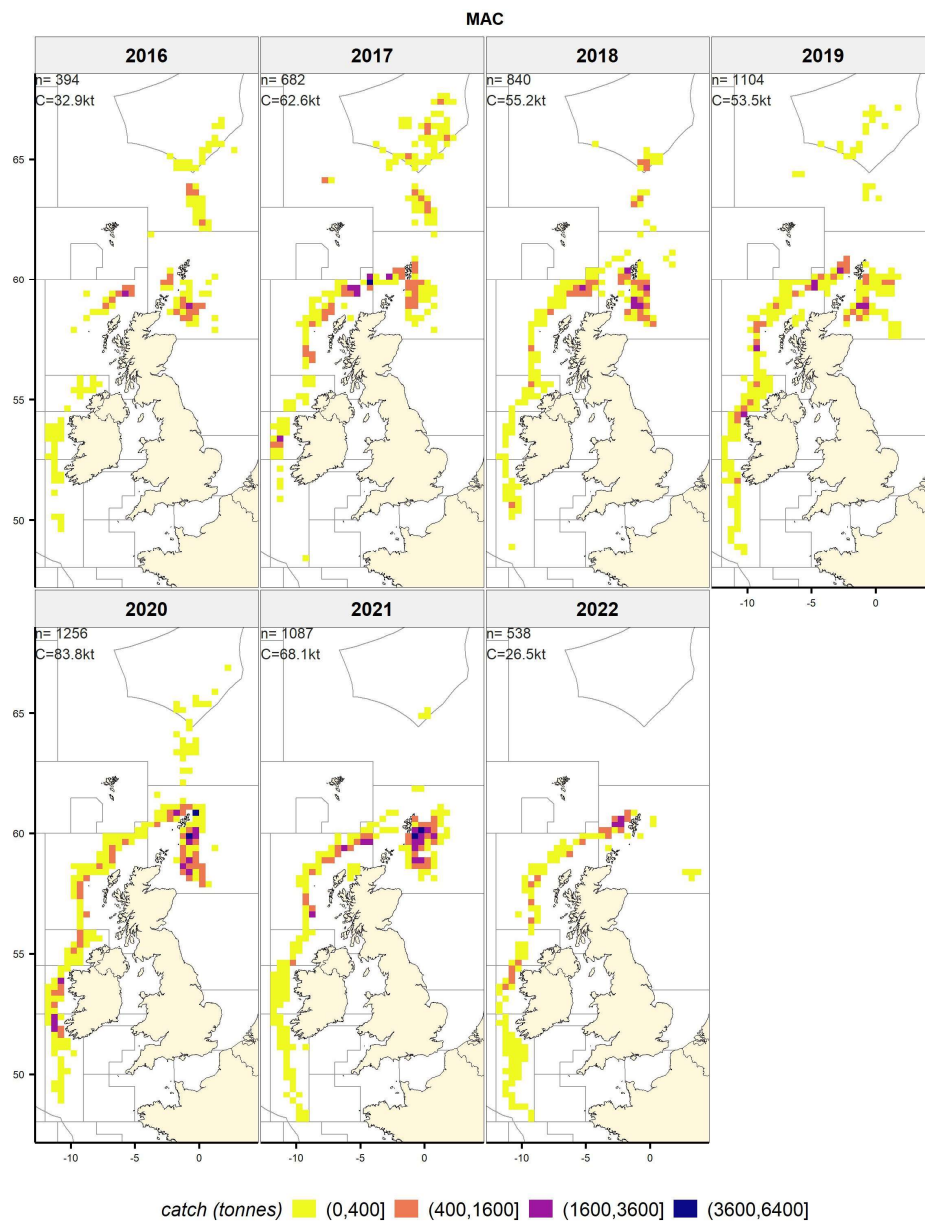 MAC
2016 2017 2018 2019
n= 394 n= 682 n= 840 n= 1104
C=32.9kt C=62.6kt C=55.2kt C=53.5kt
65
60
55
50
-10 -5 0
2020 2021 2022
n= 1256 n= 1087 n= 538
C=83.8kt C=68.1kt C=26.5kt
65
60
55
50
-10 -5 0 -10 -5 0 -10 -5 0
catch (tonnes) (0,400] (400,1600] (1600,3600] (3600,6400]